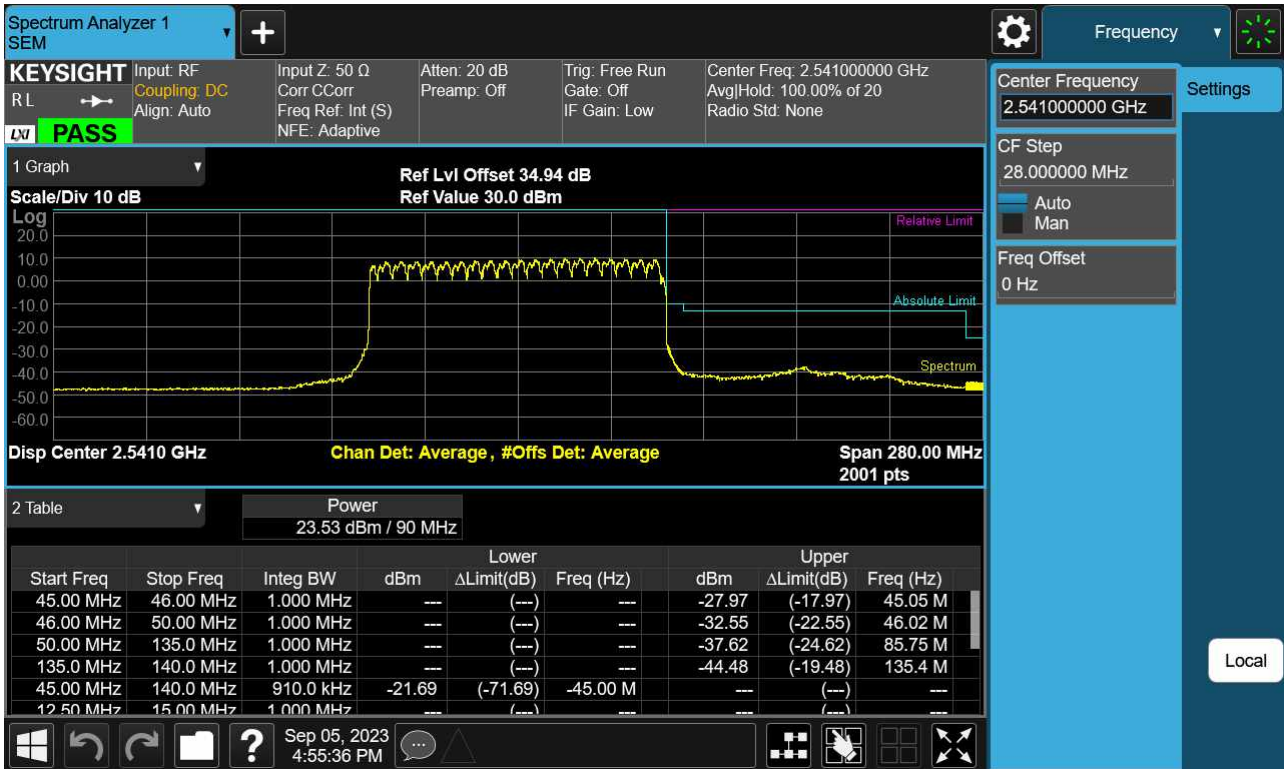 Spectrum Analyzer 1
SEM
+
Frequency
KEYSIGHT
R L
LXI PASS
Input: RF
Coupling: DC
Align: Auto
Input Z: 50 Ω
Corr CCorr
Freq Ref: Int (S)
NFE: Adaptive
Atten: 20 dB
Preamp: Off
Trig: Free Run
Gate: Off
IF Gain: Low
Center Freq: 2.541000000 GHz
Avg|Hold: 100.00% of 20
Radio Std: None
Center Frequency
2.541000000 GHz
Settings
CF Step
28.000000 MHz
Auto
Man
Freq Offset
0 Hz
Local
1 Graph
Scale/Div 10 dB
Ref Lvl Offset 34.94 dB
Ref Value 30.0 dBm
Log
20.0
10.0
0.00
-10.0
-20.0
-30.0
-40.0
-50.0
-60.0
Relative Limit
Absolute Limit
Spectrum
Disp Center 2.5410 GHz
Chan Det: Average, #Offs Det: Average
Span 280.00 MHz
2001 pts
2 Table
Power
23.53 dBm / 90 MHz
Lower Upper
Start Freq Stop Freq Integ BW dBm ΔLimit(dB) Freq (Hz) dBm ΔLimit(dB) Freq (Hz)
45.00 MHz 46.00 MHz 1.000 MHz --- (---) --- -27.97 (-17.97) 45.05 M
46.00 MHz 50.00 MHz 1.000 MHz --- (---) --- -32.55 (-22.55) 46.02 M
50.00 MHz 135.0 MHz 1.000 MHz --- (---) --- -37.62 (-24.62) 85.75 M
135.0 MHz 140.0 MHz 1.000 MHz --- (---) --- -44.48 (-19.48) 135.4 M
45.00 MHz 140.0 MHz 910.0 kHz -21.69 (-71.69) -45.00 M --- (---) ---
12.50 MHz 15.00 MHz 1.000 MHz --- (---) --- --- (---) ---
?
Sep 05, 2023
4:55:36 PM